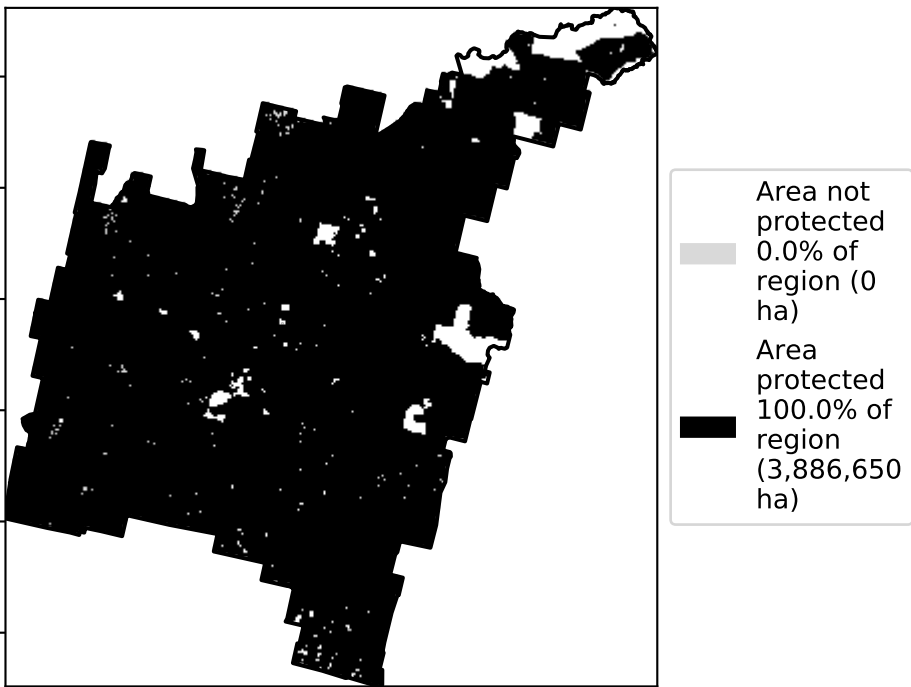 Area not
protected
0.0% of
region (0
ha)
Area
protected
100.0% of
region
(3,886,650
ha)